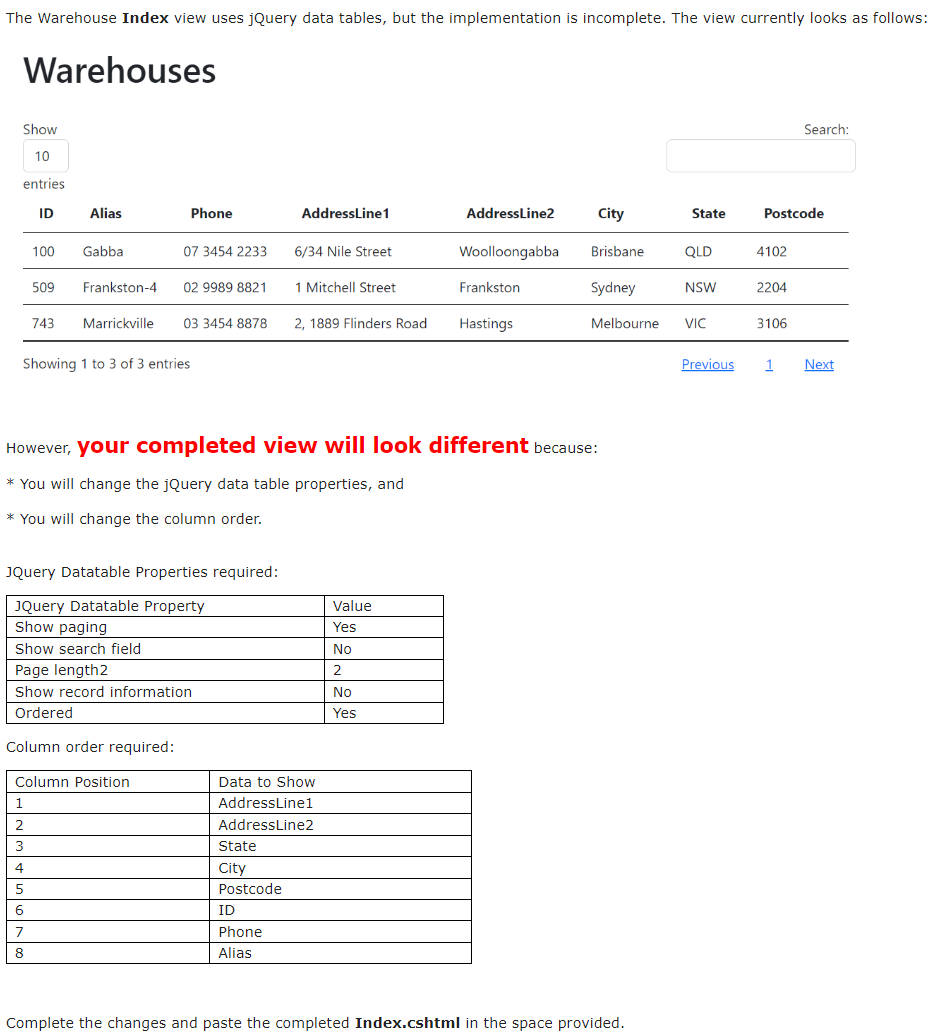 The Warehouse Index view uses jQuery data tables, but the implementation is incomplete. The view currently looks as follows:
Warehouses
Show
Search:
10
entries
ID Alias Phone AddressLine1 AddressLine2 City State Postcode
100 Gabba 07 3454 2233 6/34 Nile Street Woolloongabba Brisbane QLD 4102
509 Frankston-4 02 9989 8821 1 Mitchell Street Frankston Sydney NSW 2204
743 Marrickville 03 3454 8878 2, 1889 Flinders Road Hastings Melbourne VIC 3106
Showing 1 to 3 of 3 entries Previous 1 Next
However, your completed view will look different because:
* You will change the jQuery data table properties, and
* You will change the column order.
JQuery Datatable Properties required:
JQuery Datatable Property Value
Show paging Yes
Show search field No
Page length2 2
Show record information No
Ordered Yes
Column order required:
Column Position Data to Show
1 AddressLine1
2 AddressLine2
3 State
4 City
5 Postcode
6 ID
7 Phone
8 Alias
Complete the changes and paste the completed Index.cshtml in the space provided.